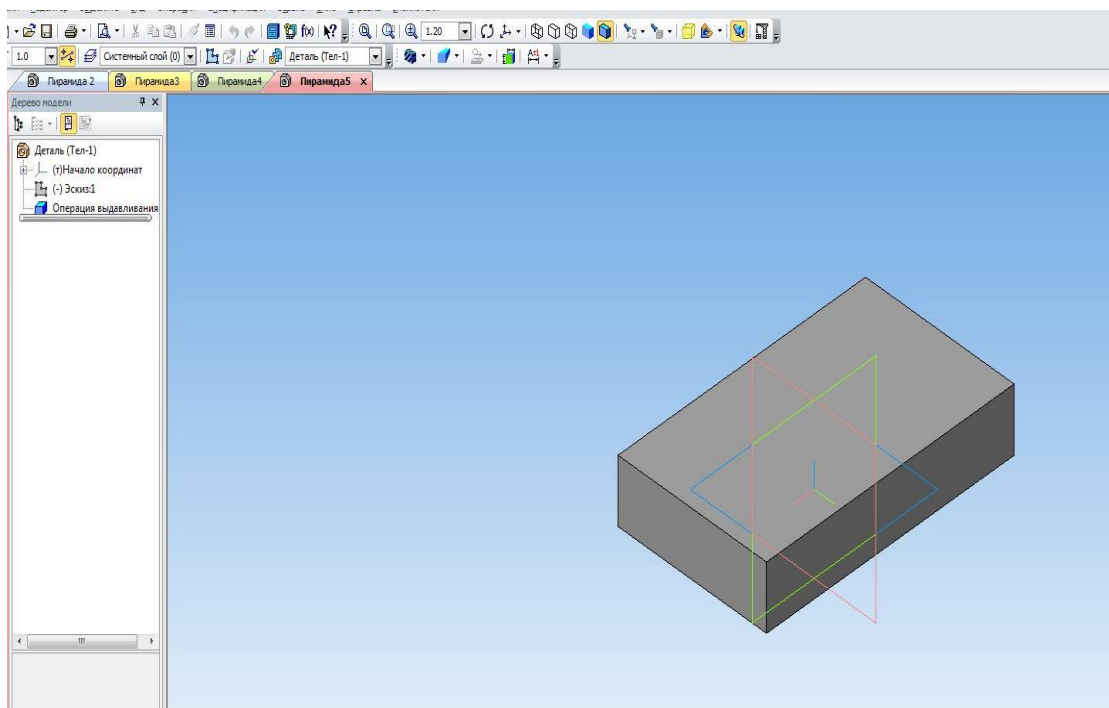 1.20
1.0 Системный слой (0) Деталь (Тел-1)
Пирамида 2 Пирамида3 Пирамида4 Пирамида5 X
Дерево модели
Деталь (Тел-1)
(т)Начало координат
(-) Эскиз:1
Операция выдавливания